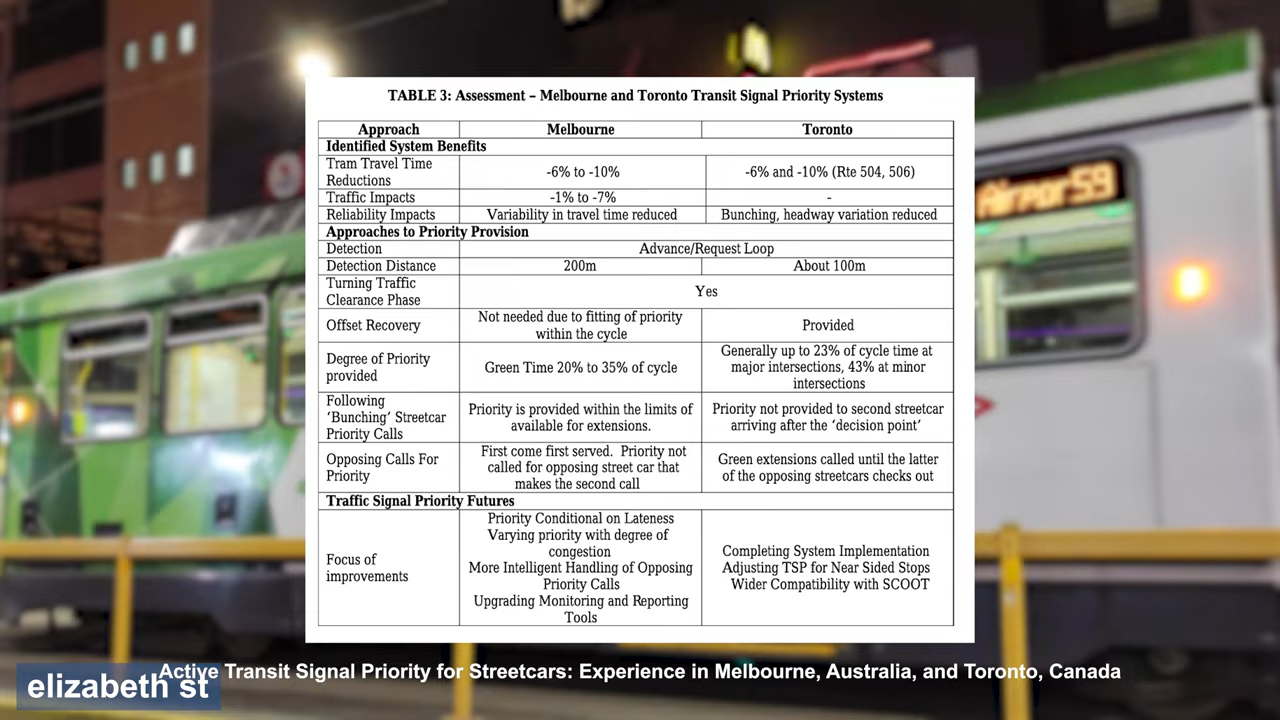 TABLE 3: Assessment – Melbourne and Toronto Transit Signal Priority Systems
Approach Melbourne Toronto
Identified System Benefits
Tram Travel Time
Reductions
-6% to -10%
-6% and -10% (Rte 504, 506)
Traffic Impacts -1% to -7% -
Reliability Impacts Variability in travel time reduced Bunching, headway variation reduced
Approaches to Priority Provision
Detection Advance/Request Loop
Detection Distance 200m About 100m
Turning Traffic
Clearance Phase
Yes
Offset Recovery
Not needed due to fitting of priority
within the cycle
Provided
Degree of Priority
provided
Green Time 20% to 35% of cycle
Generally up to 23% of cycle time at
major intersections, 43% at minor
intersections
Following
‘Bunching’ Streetcar
Priority Calls
Priority is provided within the limits of
available for extensions.
Priority not provided to second streetcar
arriving after the ‘decision point’
Opposing Calls For
Priority
First come first served. Priority not
called for opposing street car that
makes the second call
Green extensions called until the latter
of the opposing streetcars checks out
Traffic Signal Priority Futures
Focus of
improvements
Priority Conditional on Lateness
Varying priority with degree of
congestion
More Intelligent Handling of Opposing
Priority Calls
Upgrading Monitoring and Reporting
Tools
Completing System Implementation
Adjusting TSP for Near Sided Stops
Wider Compatibility with SCOOT
Airpor59
Active Transit Signal Priority for Streetcars: Experience in Melbourne, Australia, and Toronto, Canada
elizabeth st